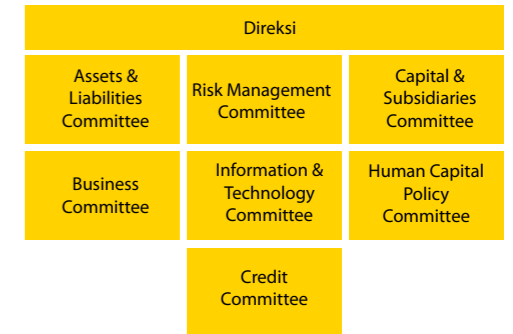 Direksi
Assets &
Liabilities
Committee
Risk Management
Committee
Capital &
Subsidiaries
Committee
Business
Committee
Information &
Technology
Committee
Human Capital
Policy
Committee
Credit
Committee